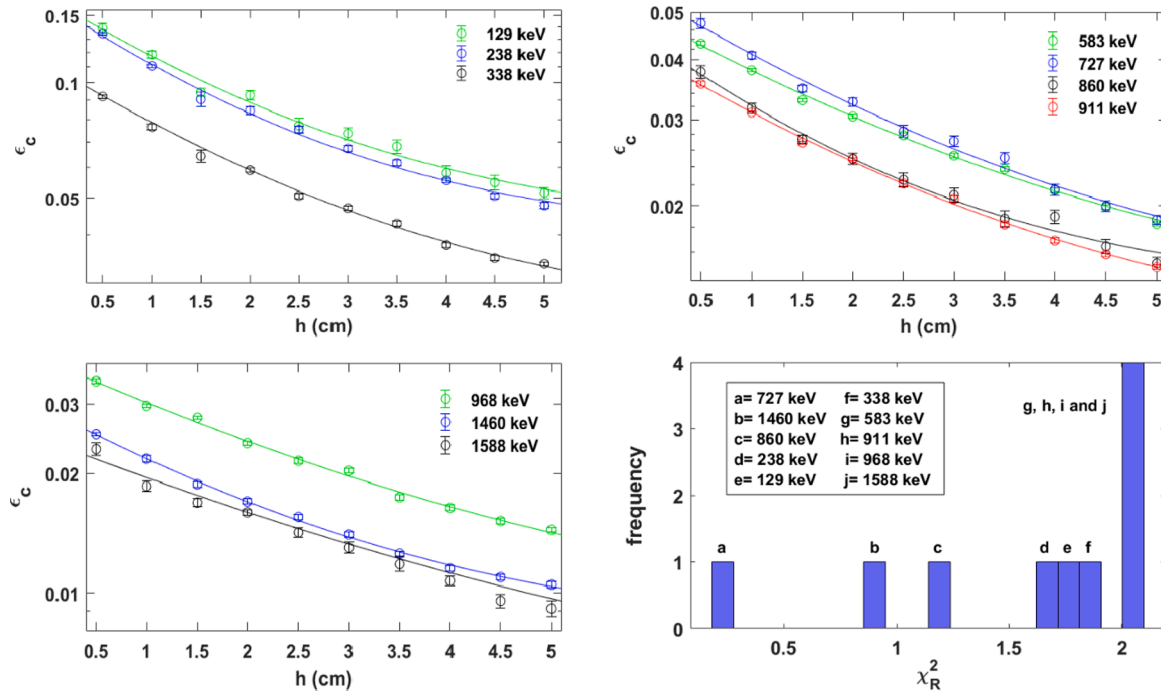 0.15
0.1
0.05
ϵc
129 keV
238 keV
338 keV
0.5 1 1.5 2 2.5 3 3.5 4 4.5 5
h (cm)
0.05
0.04
0.03
0.02
ϵc
583 keV
727 keV
860 keV
911 keV
0.5 1 1.5 2 2.5 3 3.5 4 4.5 5
h (cm)
0.03
0.02
0.01
ϵc
968 keV
1460 keV
1588 keV
0.5 1 1.5 2 2.5 3 3.5 4 4.5 5
h (cm)
4
3
2
1
0
frequency
a= 727 keV f= 338 keV
b= 1460 keV g= 583 keV
c= 860 keV h= 911 keV
d= 238 keV i= 968 keV
e= 129 keV j= 1588 keV
g, h, i and j
a b c d e f
0.5 1 1.5 2
χ²R